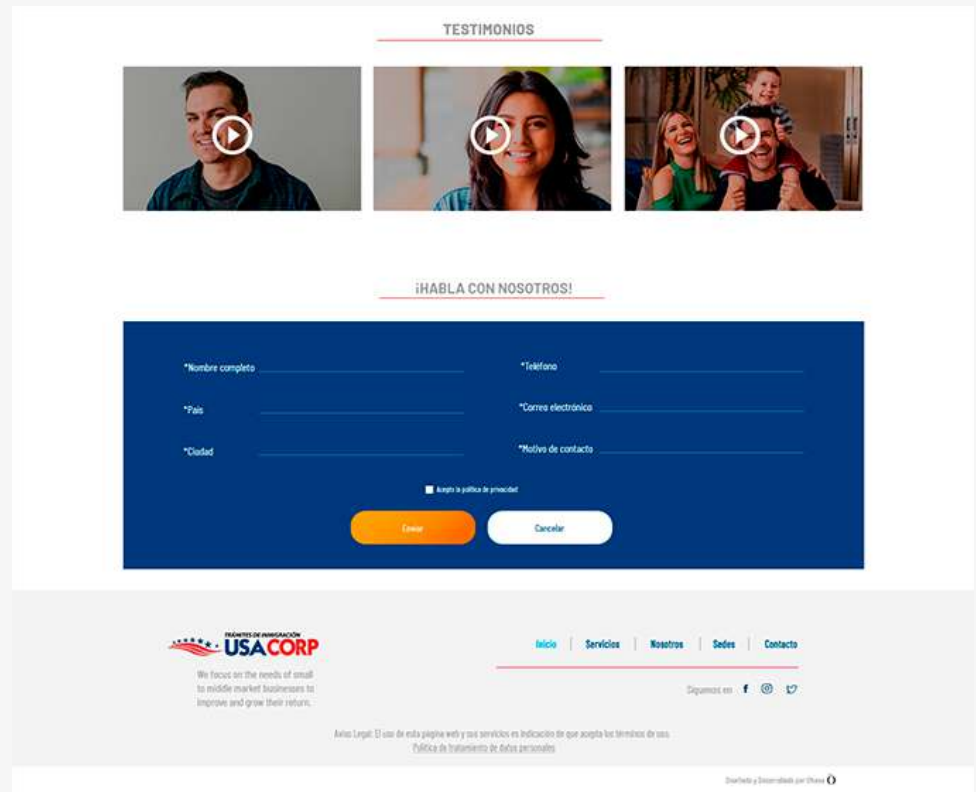 TESTIMONIOS
¡HABLA CON NOSOTROS!
*Nombre completo
*Teléfono
*País
*Correo electrónico
*Ciudad
*Motivo de contacto
Acepto la política de privacidad
Enviar
Cancelar
TRÁMITES DE INMIGRACIÓN
USACORP
We focus on the needs of small
to middle market businesses to
improve and grow their return.
Inicio | Servicios | Nosotros | Sedes | Contacto
Síguenos en
Aviso Legal: El uso de esta página web y sus servicios es indicación de que acepta los términos de uso.
Política de tratamiento de datos personales
Diseñado y Desarrollado por Ohana